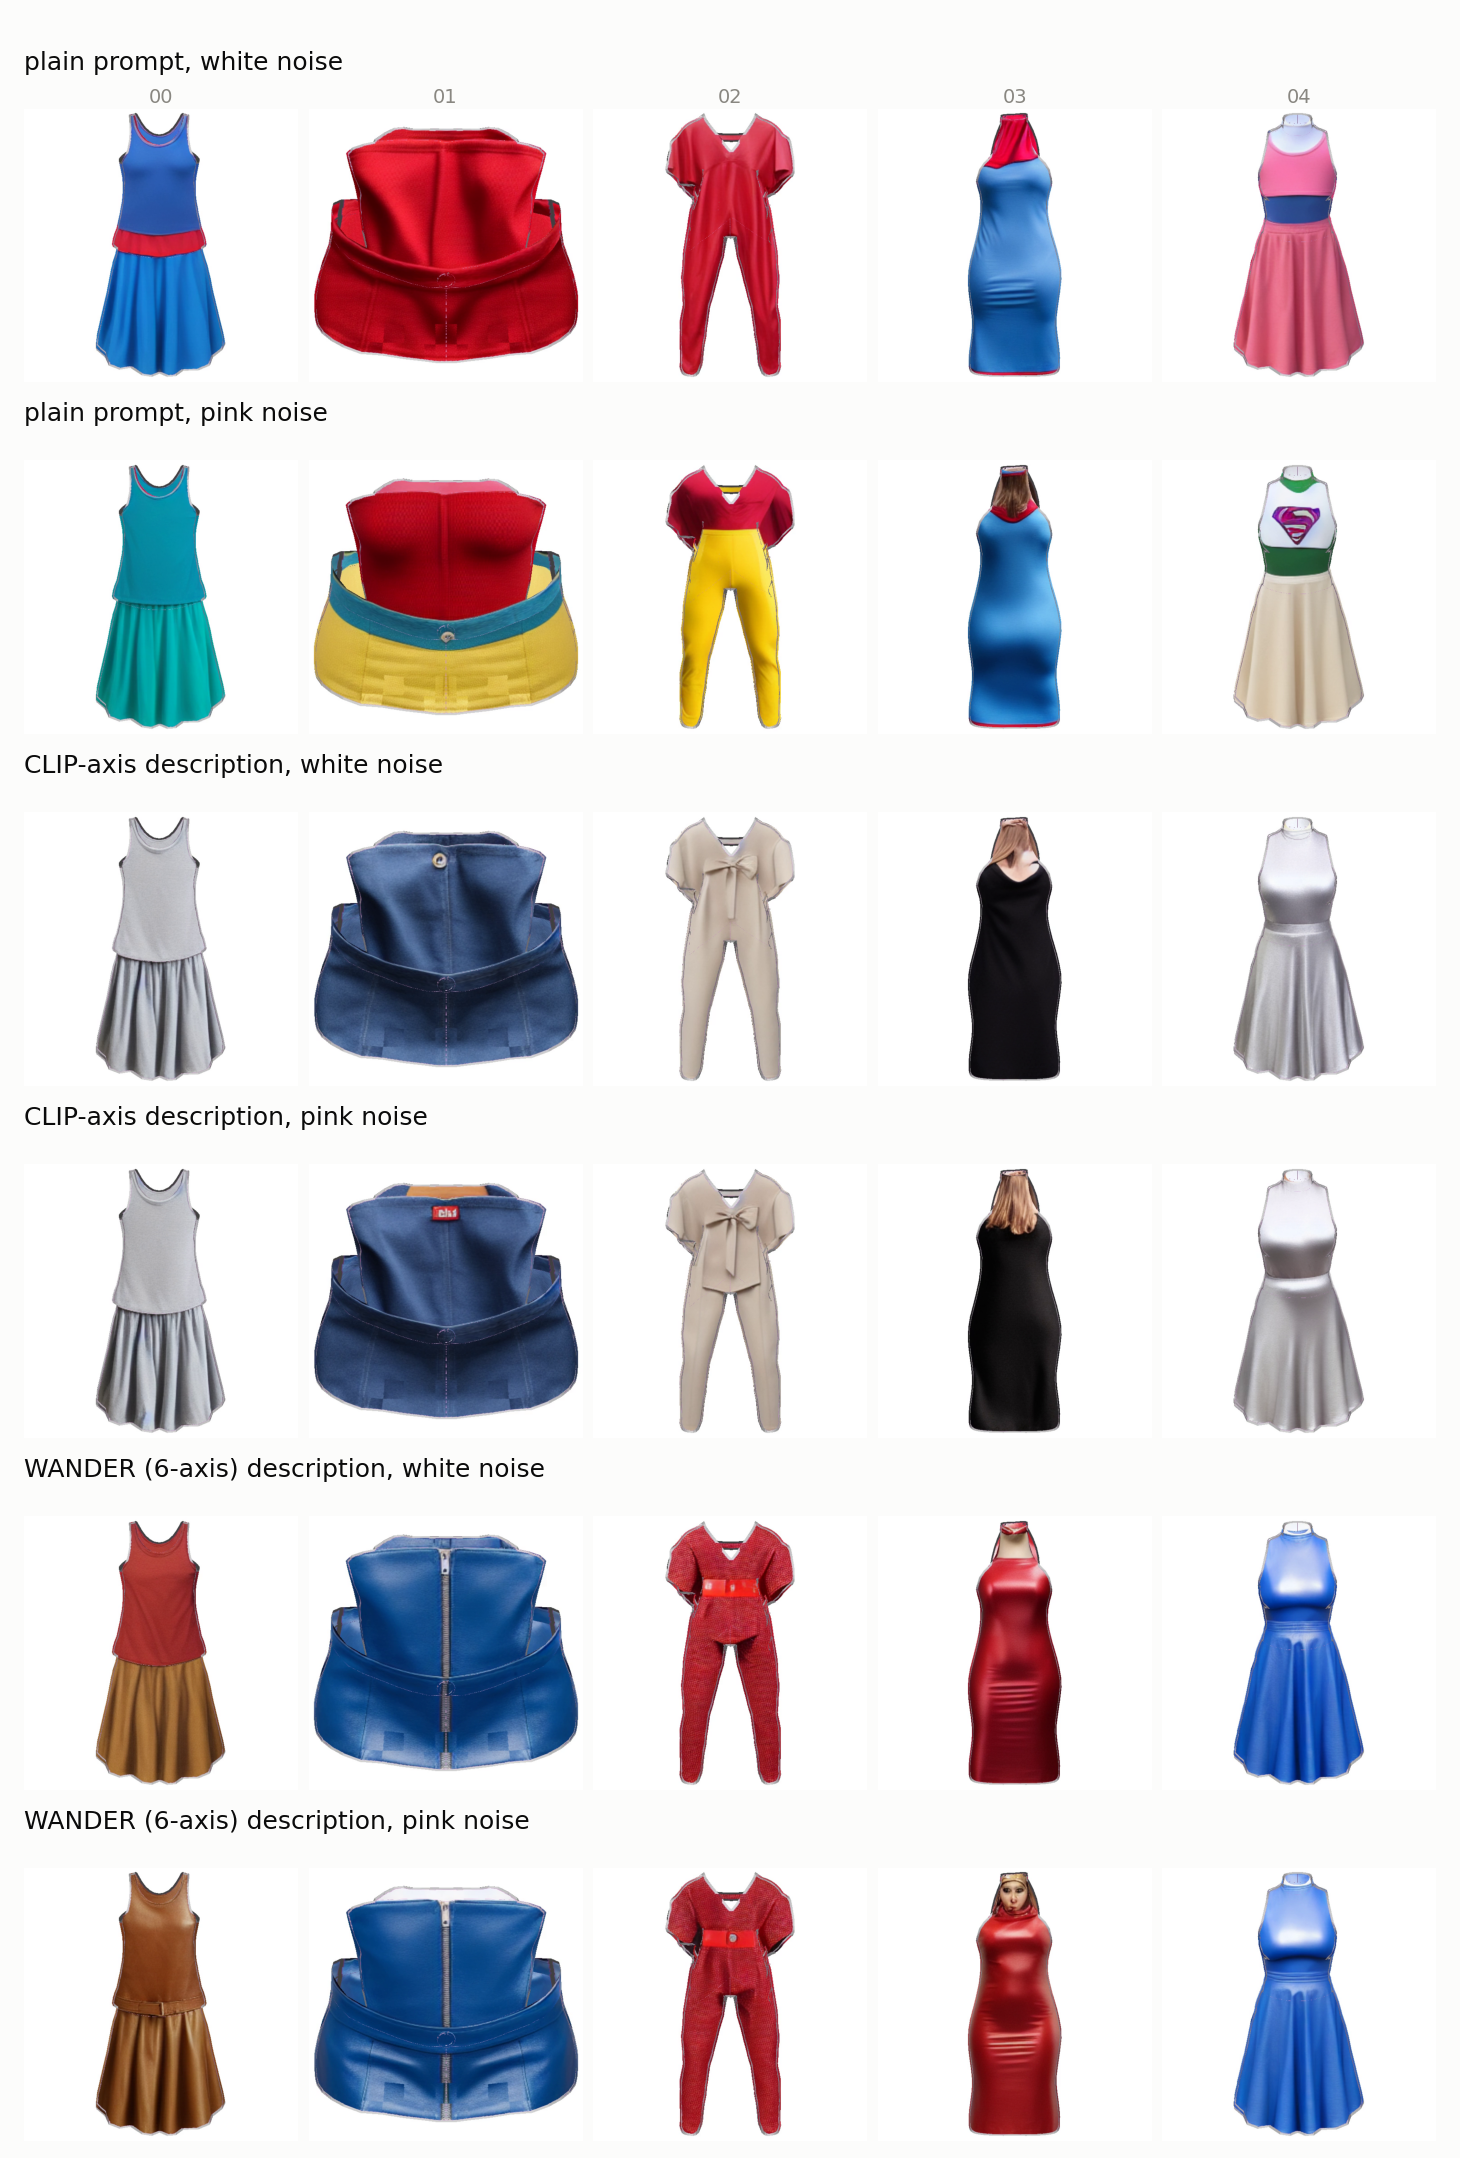 plain prompt, white noise
00 01 02 03 04
plain prompt, pink noise
CLIP-axis description, white noise
CLIP-axis description, pink noise
WANDER (6-axis) description, white noise
WANDER (6-axis) description, pink noise